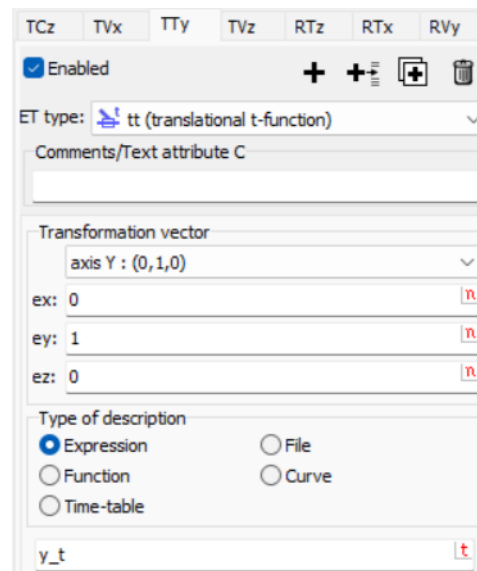 TCz TVx TTy TVz RTz RTx RVy
Enabled
ET type: t tt (translational t-function)
Comments/Text attribute C
Transformation vector
axis Y : (0,1,0)
ex: 0 n
ey: 1 n
ez: 0 n
Type of description
Expression File
Function Curve
Time-table
y_t t